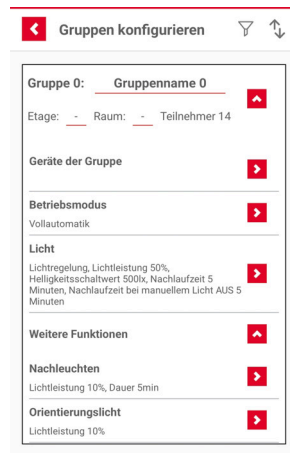 Gruppen konfigurieren
Gruppe 0: Gruppenname 0
Etage: - Raum: - Teilnehmer 14
Geräte der Gruppe
Betriebsmodus
Vollautomatik
Licht
Lichtregelung, Lichtleistung 50%,
Helligkeitsschaltwert 500lx, Nachlaufzeit 5
Minuten, Nachlaufzeit bei manuellem Licht AUS 5
Minuten
Weitere Funktionen
Nachleuchten
Lichtleistung 10%, Dauer 5min
Orientierungslicht
Lichtleistung 10%